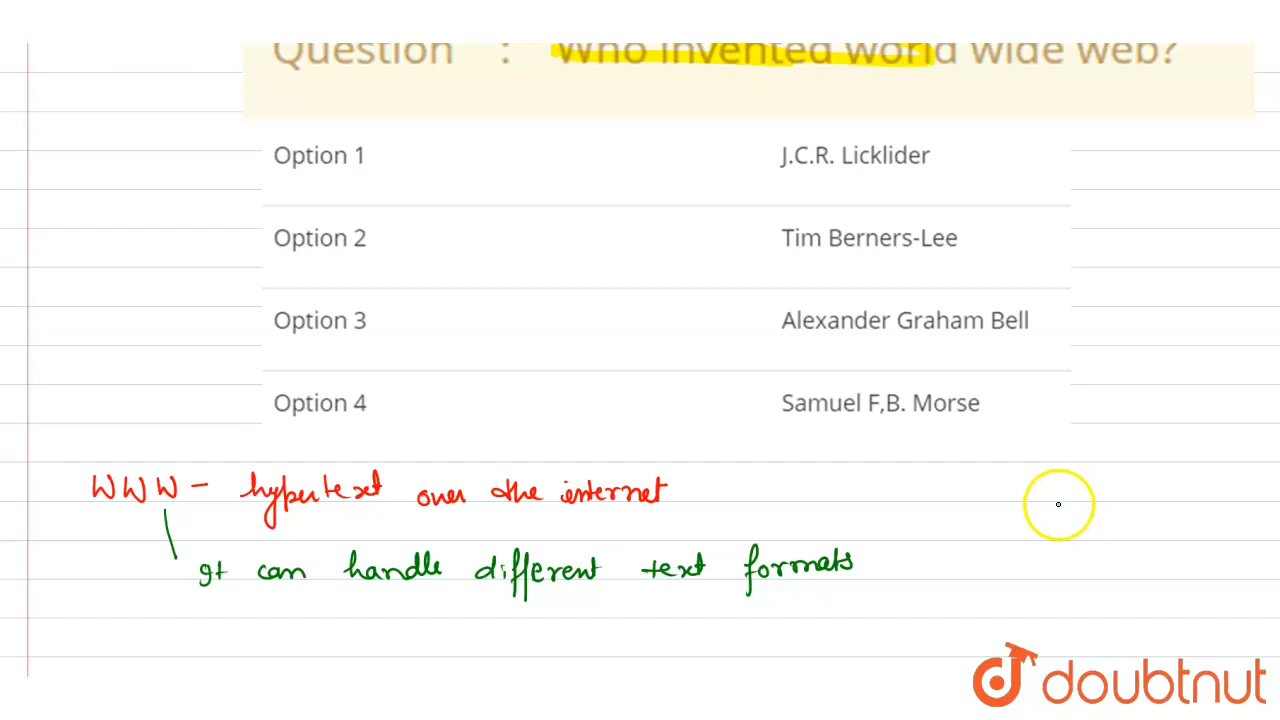 Question : Who invented world wide web?
Option 1 J.C.R. Licklider
Option 2 Tim Berners-Lee
Option 3 Alexander Graham Bell
Option 4 Samuel F,B. Morse
WWW - hypertext over the internet
It can handle different text formats
doubtnut